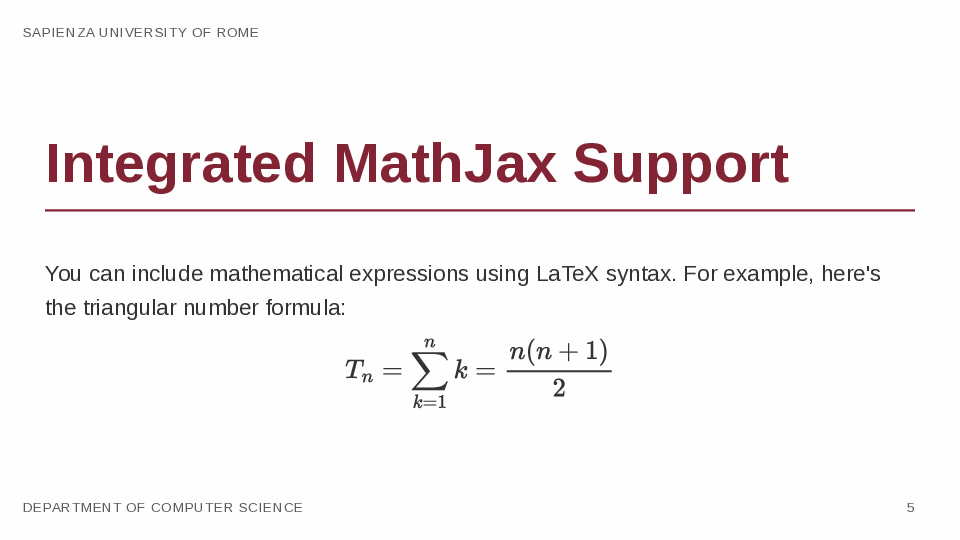 SAPIENZA UNIVERSITY OF ROME
Integrated MathJax Support
You can include mathematical expressions using LaTeX syntax. For example, here's
the triangular number formula:
$$T_n = \sum_{k=1}^{n} k = \frac{n(n+1)}{2}$$
DEPARTMENT OF COMPUTER SCIENCE
5